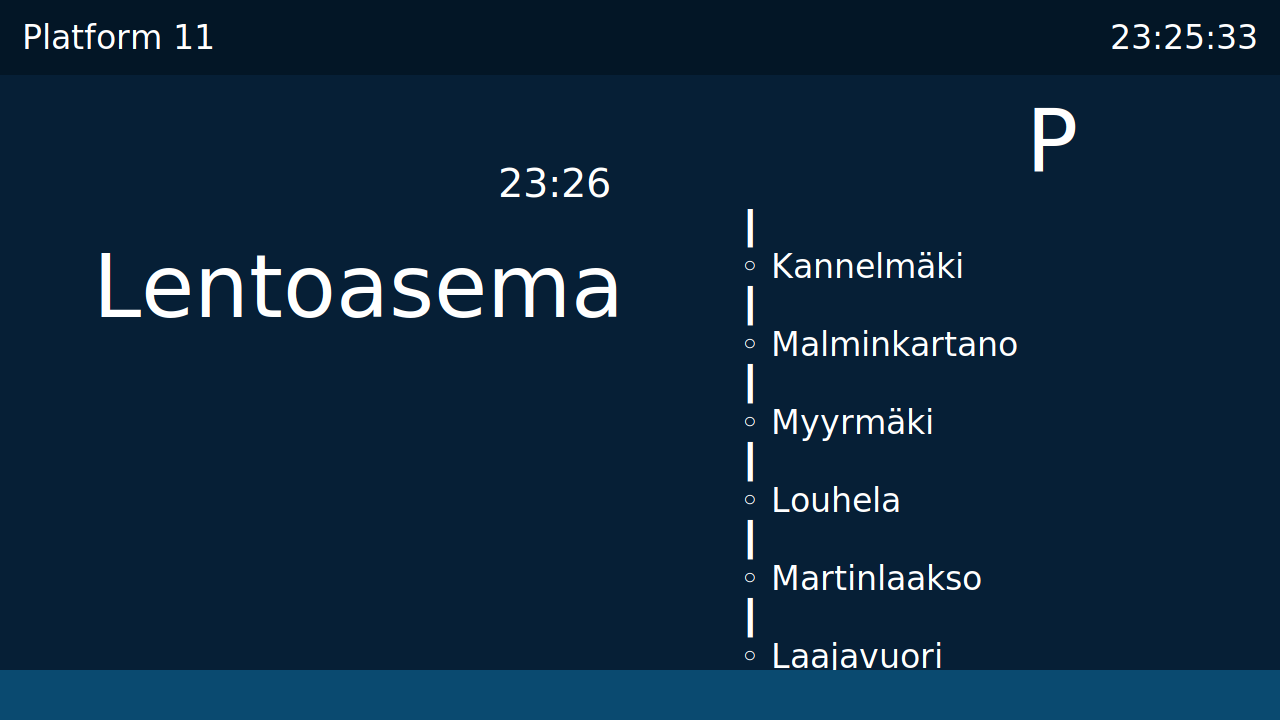 Platform 11
23:25:33
P
23:26
Lentoasema
Kannelmäki
Malminkartano
Myyrmäki
Louhela
Martinlaakso
Laajavuori